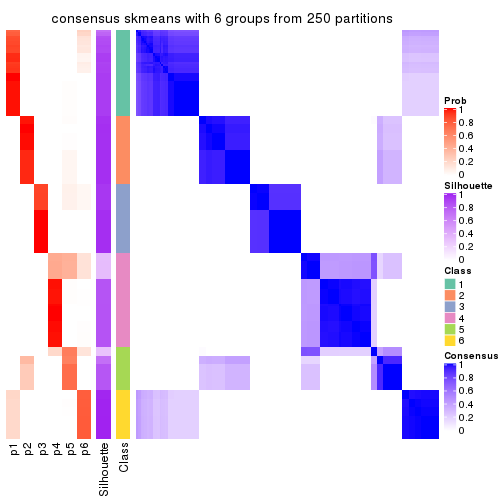 consensus skmeans with 6 groups from 250 partitions
Prob
1
0.8
0.6
0.4
0.2
0
Silhouette
1
0.8
0.6
0.4
0.2
0
Class
1
2
3
4
5
6
Consensus
1
0.8
0.6
0.4
0.2
0
p1
p2
p3
p4
p5
p6
Silhouette
Class